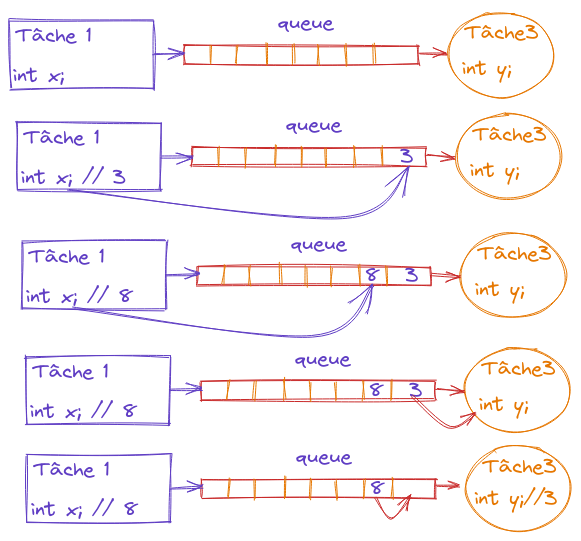 Tâche 1
int x;
queue
Tâche3
int y;
Tâche 1
int x; // 3
queue
3
Tâche3
int y;
Tâche 1
int x; // 8
queue
8 3
Tâche3
int y;
Tâche 1
int x; // 8
queue
8 3
Tâche3
int y;
Tâche 1
int x; // 8
queue
8
Tâche3
int y;//3